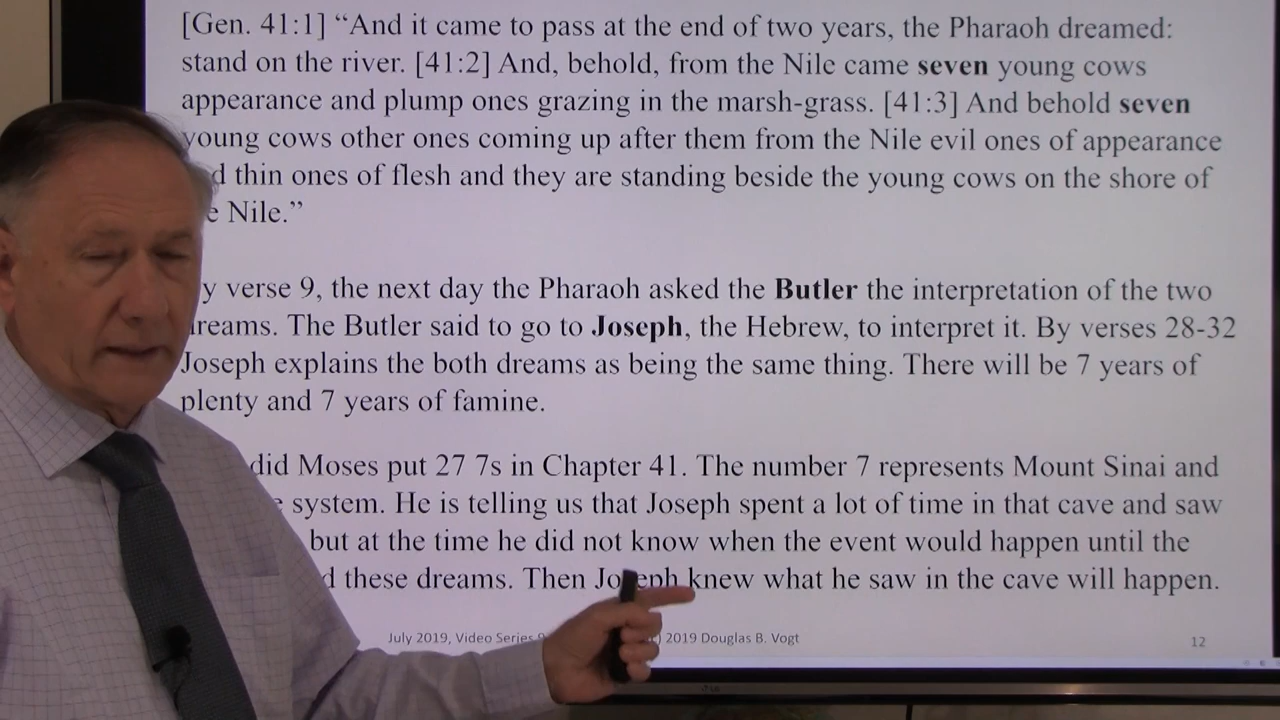 [Gen. 41:1] “And it came to pass at the end of two years, the Pharaoh dreamed:
stand on the river. [41:2] And, behold, from the Nile came seven young cows
appearance and plump ones grazing in the marsh-grass. [41:3] And behold seven
young cows other ones coming up after them from the Nile evil ones of appearance
thin ones of flesh and they are standing beside the young cows on the shore of
Nile.”
verse 9, the next day the Pharaoh asked the Butler the interpretation of the two
dreams. The Butler said to go to Joseph, the Hebrew, to interpret it. By verses 28-32
Joseph explains the both dreams as being the same thing. There will be 7 years of
plenty and 7 years of famine.
did Moses put 27 7s in Chapter 41. The number 7 represents Mount Sinai and
system. He is telling us that Joseph spent a lot of time in that cave and saw
but at the time he did not know when the event would happen until the
these dreams. Then Joseph knew what he saw in the cave will happen.
July 2019, Video Series 2019 Douglas B. Vogt
12